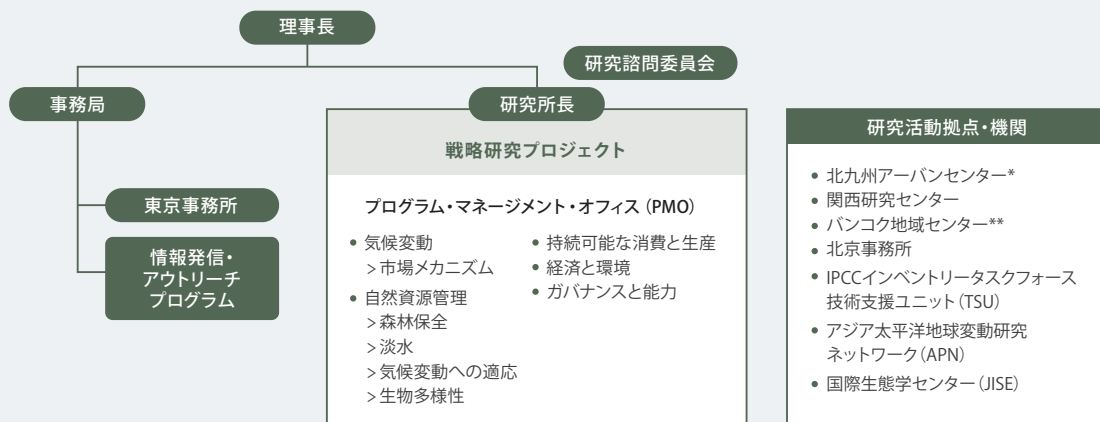 理事長
研究諮問委員会
事務局
研究所長
戦略研究プロジェクト
東京事務所
情報発信・
アウトリーチ
プログラム
プログラム・マネージメント・オフィス(PMO)
• 気候変動
>市場メカニズム
• 自然資源管理
>森林保全
>淡水
>気候変動への適応
>生物多様性
• 持続可能な消費と生産
• 経済と環境
• ガバナンスと能力
研究活動拠点・機関
• 北九州アーバンセンター*
• 関西研究センター
• バンコク地域センター**
• 北京事務所
• IPCCインベントリータスクフォース
技術支援ユニット(TSU)
• アジア太平洋地球変動研究
ネットワーク(APN)
• 国際生態学センター(JISE)